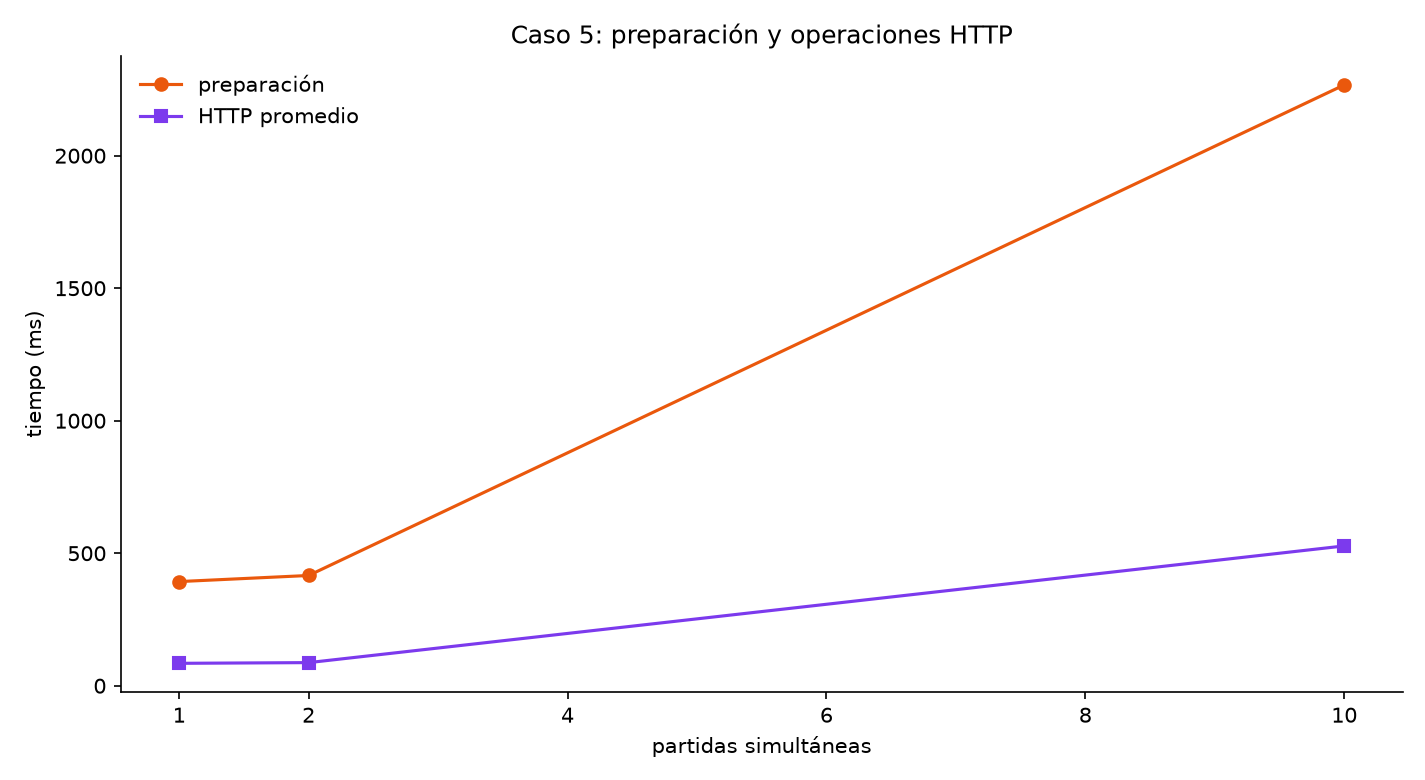 Caso 5: preparación y operaciones HTTP
preparación
HTTP promedio
2000
1500
1000
500
0
tiempo (ms)
1 2 4 6 8 10
partidas simultáneas